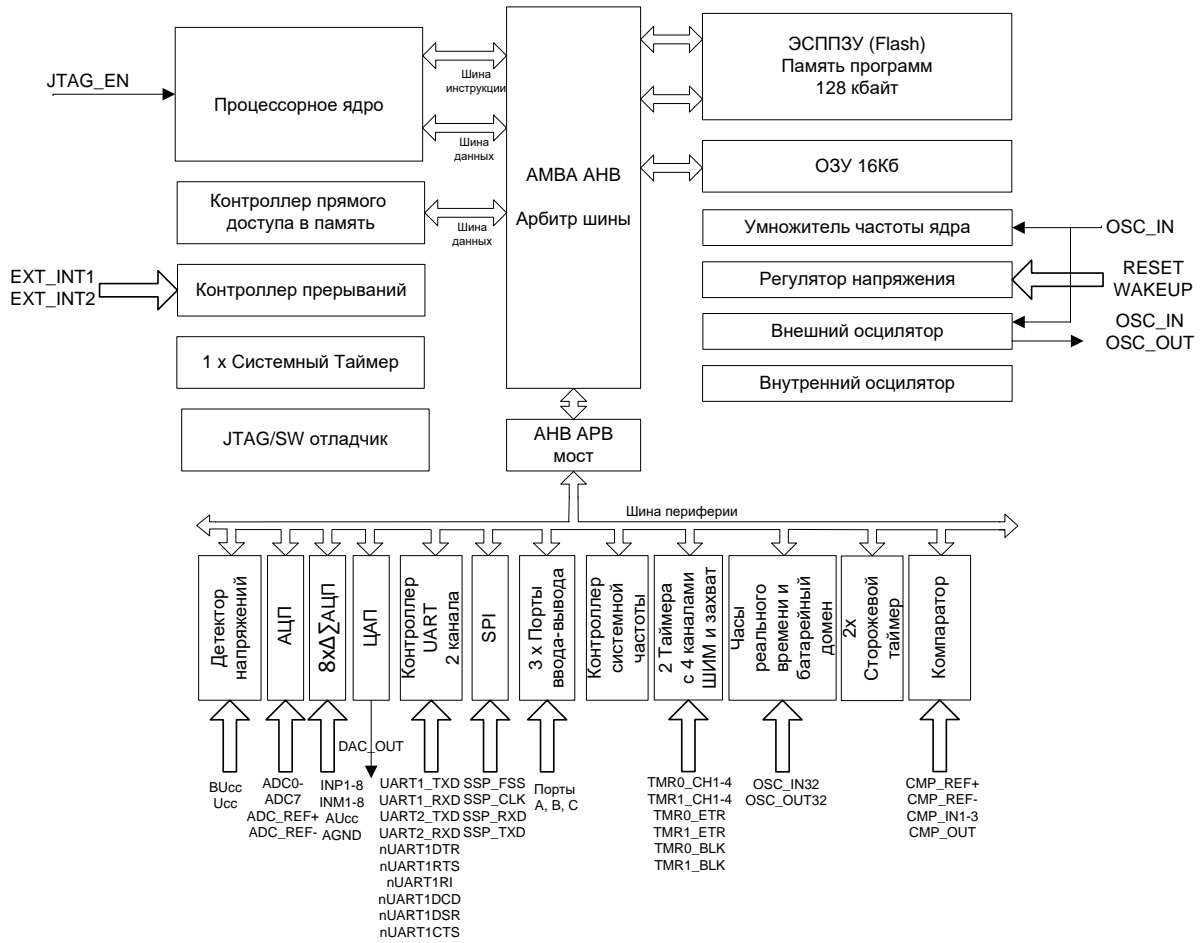 JTAG_EN
Процессорное ядро
Шина
инструкции
Шина
данных
Контроллер прямого
доступа в память
Шина
данных
EXT_INT1
EXT_INT2
Контроллер прерываний
1 x Системный Таймер
JTAG/SW отладчик
AMBA AHB
Арбитр шины
AHB APB
мост
ЭСППЗУ (Flash)
Память программ
128 кбайт
ОЗУ 16Кб
Умножитель частоты ядра
OSC_IN
Регулятор напряжения
RESET
WAKEUP
Внешний осцилятор
OSC_IN
OSC_OUT
Внутренний осцилятор
Шина периферии
Детектор
напряжений
АЦП
8xΔ∑АЦП
ЦАП
Контроллер
UART
2 канала
SPI
3 x Порты
ввода-вывода
Контроллер
системной
частоты
2 Таймера
с 4 каналами
ШИМ и захват
Часы
реального
времени и
батарейный
домен
2x
Сторожевой
таймер
Компаратор
BUcc
Ucc
ADC0-
ADC7
ADC_REF+
ADC_REF-
INP1-8
INM1-8
AUcc
AGND
DAC_OUT
UART1_TXD
UART1_RXD
UART2_TXD
UART2_RXD
nUART1DTR
nUART1RTS
nUART1RI
nUART1DCD
nUART1DSR
nUART1CTS
SSP_FSS
SSP_CLK
SSP_RXD
SSP_TXD
Порты
A, B, C
TMR0_CH1-4
TMR1_CH1-4
TMR0_ETR
TMR1_ETR
TMR0_BLK
TMR1_BLK
OSC_IN32
OSC_OUT32
CMP_REF+
CMP_REF-
CMP_IN1-3
CMP_OUT